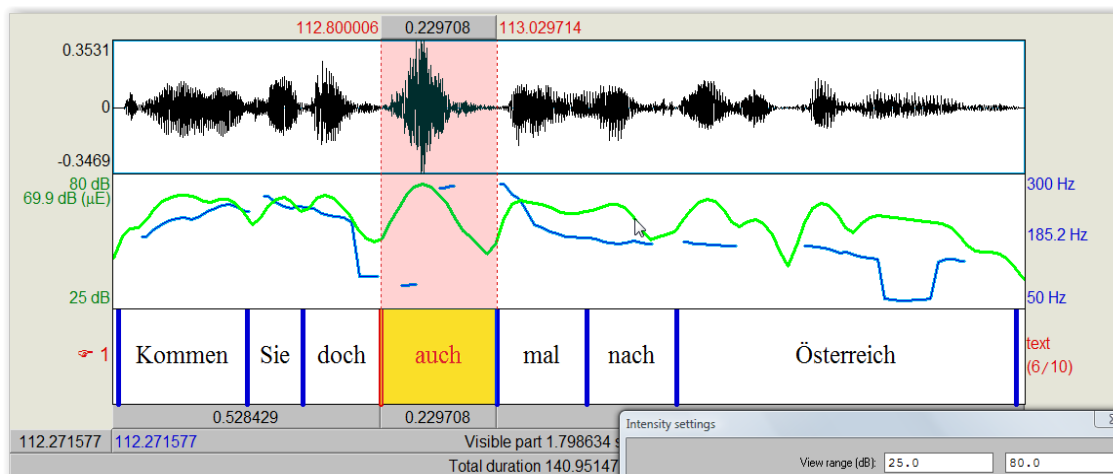 112.800006 0.229708 113.029714
0.3531
0
-0.3469
80 dB 300 Hz
69.9 dB (µE)
185.2 Hz
25 dB 50 Hz
☞ 1 Kommen Sie doch auch mal nach Österreich text
(6/10)
0.528429 0.229708
112.271577 112.271577 Visible part 1.798634 s
Total duration 140.95147
Intensity settings
View range (dB): 25.0 80.0